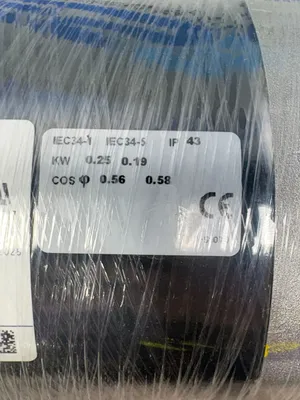 IEC34-1 IEC34-5 IP 43
KW 0.25 0.19
COS φ 0.56 0.58
CE